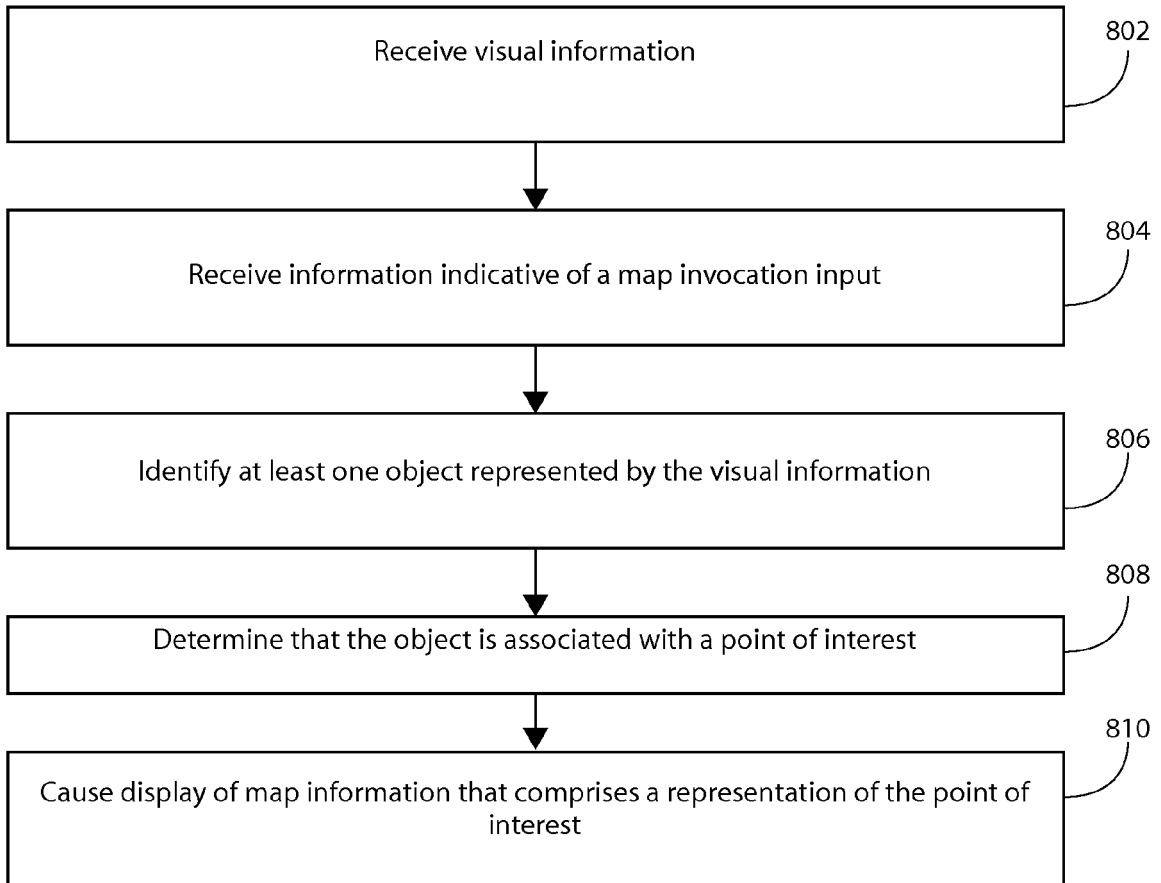 Receive visual information
802
Receive information indicative of a map invocation input
804
Identify at least one object represented by the visual information
806
Determine that the object is associated with a point of interest
808
Cause display of map information that comprises a representation of the point of
interest
810